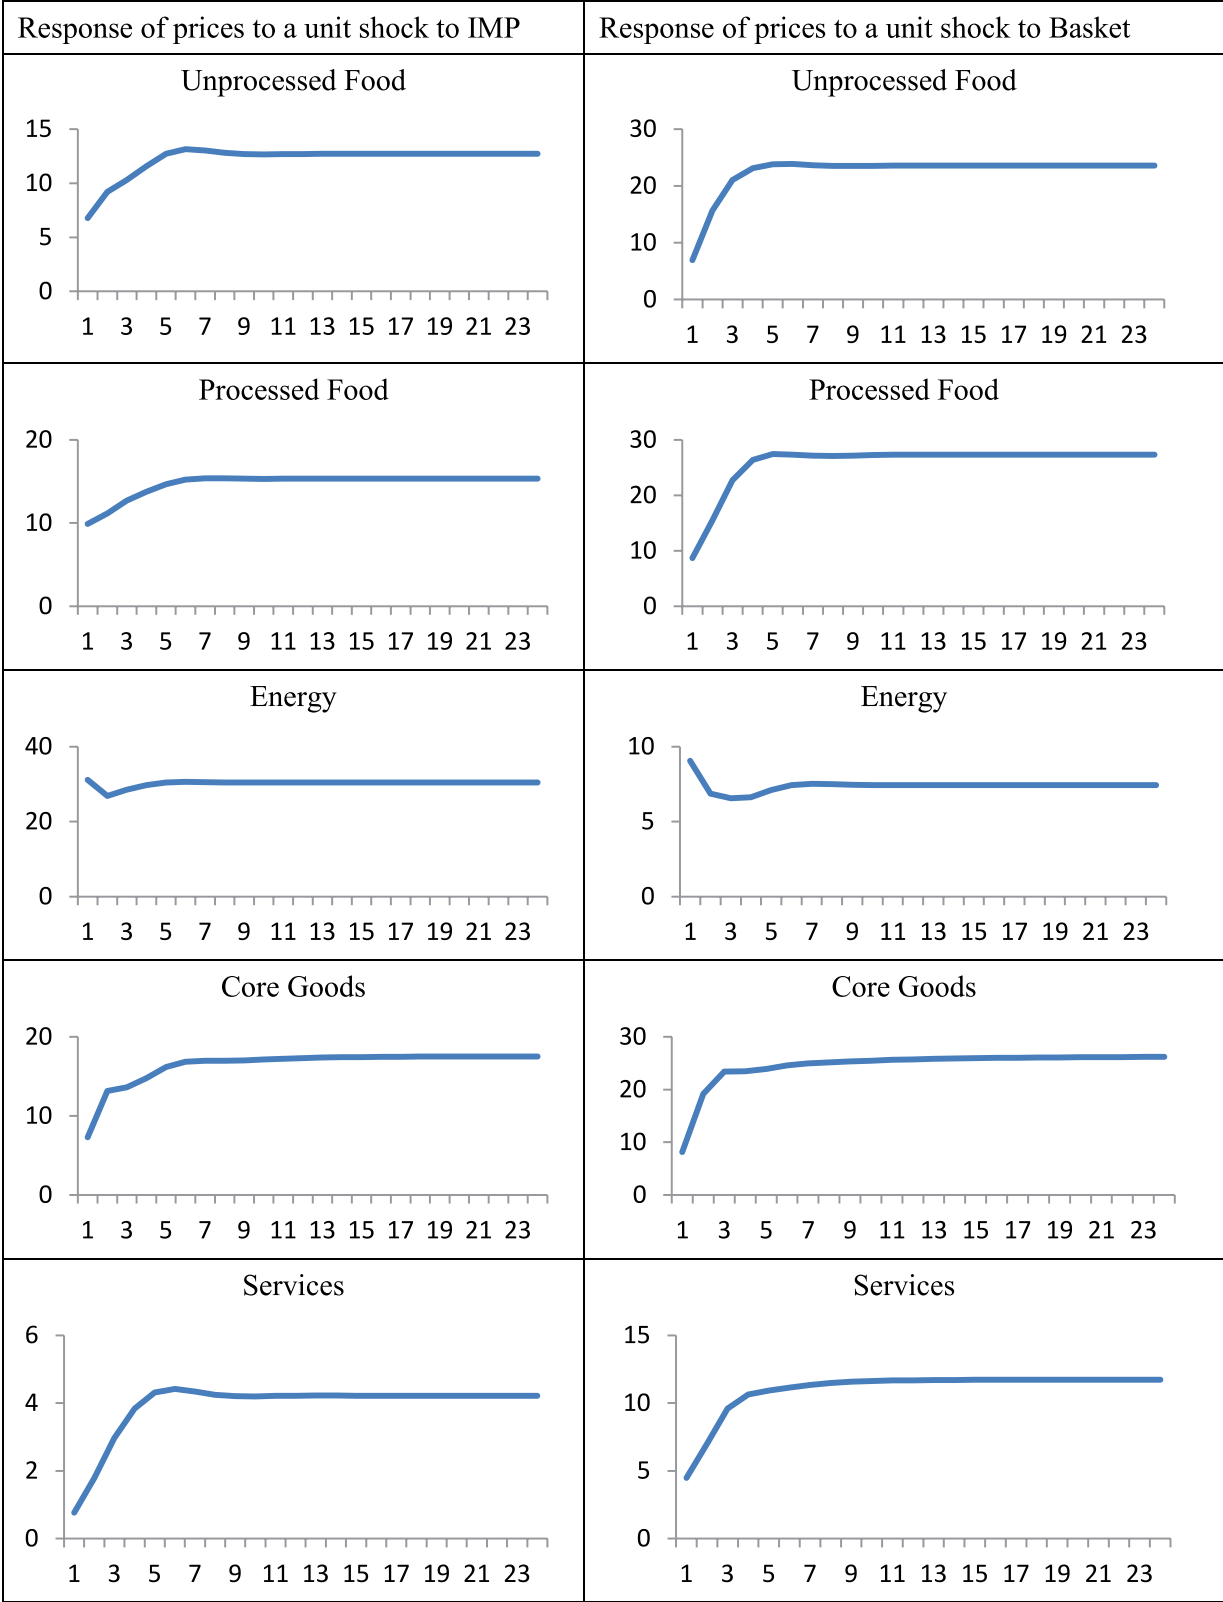 Response of prices to a unit shock to IMP
Response of prices to a unit shock to Basket
Unprocessed Food
15
10
5
0
1 3 5 7 9 11 13 15 17 19 21 23
Unprocessed Food
30
20
10
0
1 3 5 7 9 11 13 15 17 19 21 23
Processed Food
20
10
0
1 3 5 7 9 11 13 15 17 19 21 23
Processed Food
30
20
10
0
1 3 5 7 9 11 13 15 17 19 21 23
Energy
40
20
0
1 3 5 7 9 11 13 15 17 19 21 23
Energy
10
5
0
1 3 5 7 9 11 13 15 17 19 21 23
Core Goods
20
10
0
1 3 5 7 9 11 13 15 17 19 21 23
Core Goods
30
20
10
0
1 3 5 7 9 11 13 15 17 19 21 23
Services
6
4
2
0
1 3 5 7 9 11 13 15 17 19 21 23
Services
15
10
5
0
1 3 5 7 9 11 13 15 17 19 21 23